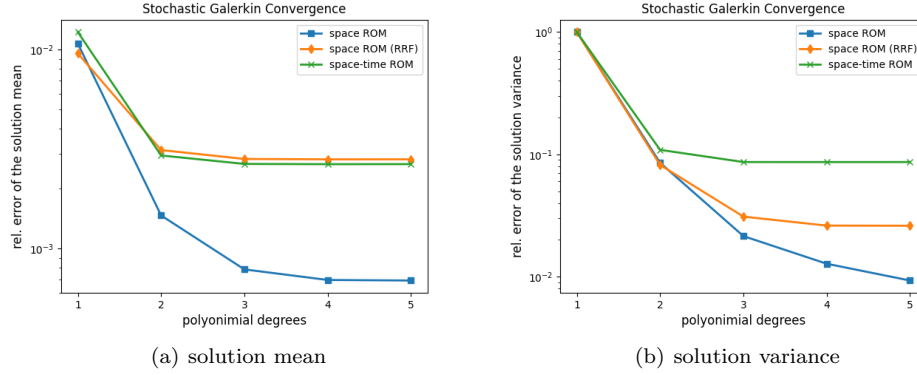 Stochastic Galerkin Convergence
rel. error of the solution mean
10⁻²
10⁻³
space ROM
space ROM (RRF)
space-time ROM
1 2 3 4 5
polyonimial degrees
(a) solution mean
Stochastic Galerkin Convergence
rel. error of the solution variance
10⁰
10⁻¹
10⁻²
space ROM
space ROM (RRF)
space-time ROM
1 2 3 4 5
polyonimial degrees
(b) solution variance